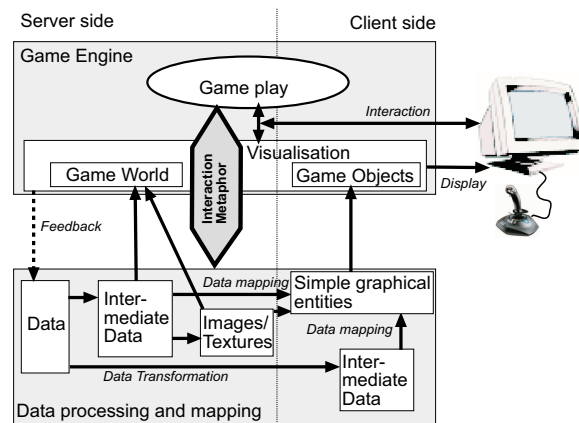 Server side
Client side
Game Engine
Game play
Interaction
Visualisation
Game World
Game Objects
Display
Interaction
Metaphor
Feedback
Data mapping
Simple graphical
entities
Data
Inter-
mediate
Data
Images/
Textures
Data mapping
Inter-
mediate
Data
Data Transformation
Data processing and mapping